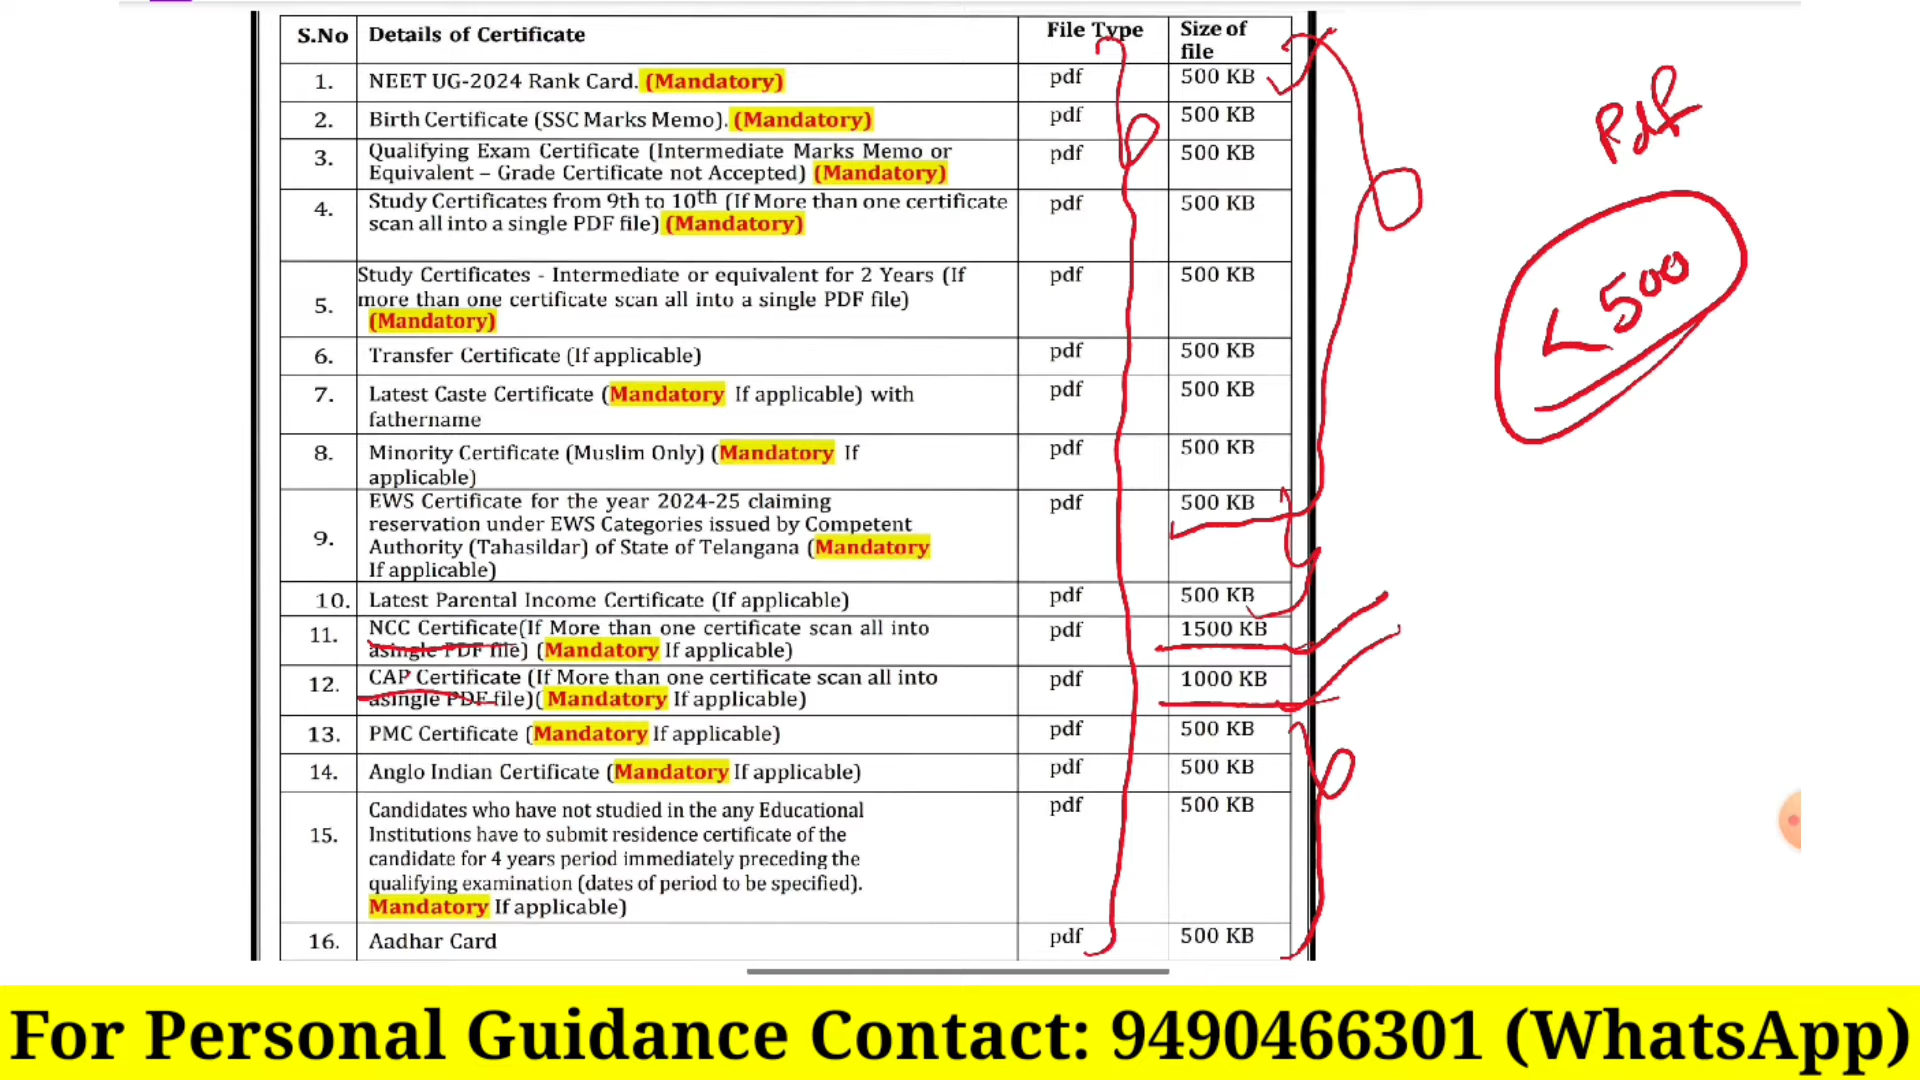 S.No Details of Certificate File Type Size of file
1. NEET UG-2024 Rank Card. (Mandatory) pdf 500 KB
2. Birth Certificate (SSC Marks Memo). (Mandatory) pdf 500 KB
3. Qualifying Exam Certificate (Intermediate Marks Memo or pdf 500 KB
Equivalent – Grade Certificate not Accepted) (Mandatory)
4. Study Certificates from 9th to 10th (If More than one certificate pdf 500 KB
scan all into a single PDF file) (Mandatory)
5. Study Certificates - Intermediate or equivalent for 2 Years (If pdf 500 KB
more than one certificate scan all into a single PDF file)
(Mandatory)
6. Transfer Certificate (If applicable) pdf 500 KB
7. Latest Caste Certificate (Mandatory If applicable) with pdf 500 KB
fathername
8. Minority Certificate (Muslim Only) (Mandatory If pdf 500 KB
applicable)
9. EWS Certificate for the year 2024-25 claiming pdf 500 KB
reservation under EWS Categories issued by Competent
Authority (Tahasildar) of State of Telangana (Mandatory
If applicable)
10. Latest Parental Income Certificate (If applicable) pdf 500 KB
11. NCC Certificate(If More than one certificate scan all into pdf 1500 KB
asingle PDF file) (Mandatory If applicable)
12. CAP Certificate (If More than one certificate scan all into pdf 1000 KB
asingle PDF file)( Mandatory If applicable)
13. PMC Certificate (Mandatory If applicable) pdf 500 KB
14. Anglo Indian Certificate (Mandatory If applicable) pdf 500 KB
15. Candidates who have not studied in the any Educational pdf 500 KB
Institutions have to submit residence certificate of the
candidate for 4 years period immediately preceding the
qualifying examination (dates of period to be specified).
Mandatory If applicable)
16. Aadhar Card pdf 500 KB
Pdf
<500
For Personal Guidance Contact: 9490466301 (WhatsApp)